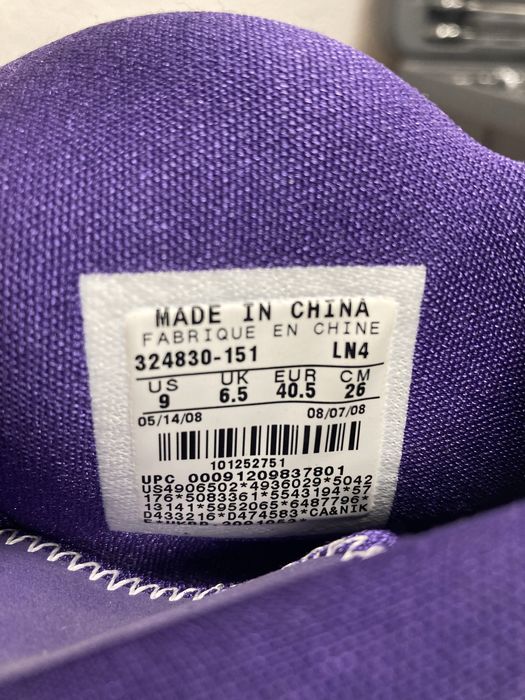 MADE IN CHINA
FABRIQUE EN CHINE
324830-151 LN4
US UK EUR CM
9 6.5 40.5 26
05/14/08 08/07/08
101252751
UPC 00091209837801
US4906502*4936029*5042
176*5083361*5543194*57
13141*5952065*6487796*
D433216*D474583*CA&NIK